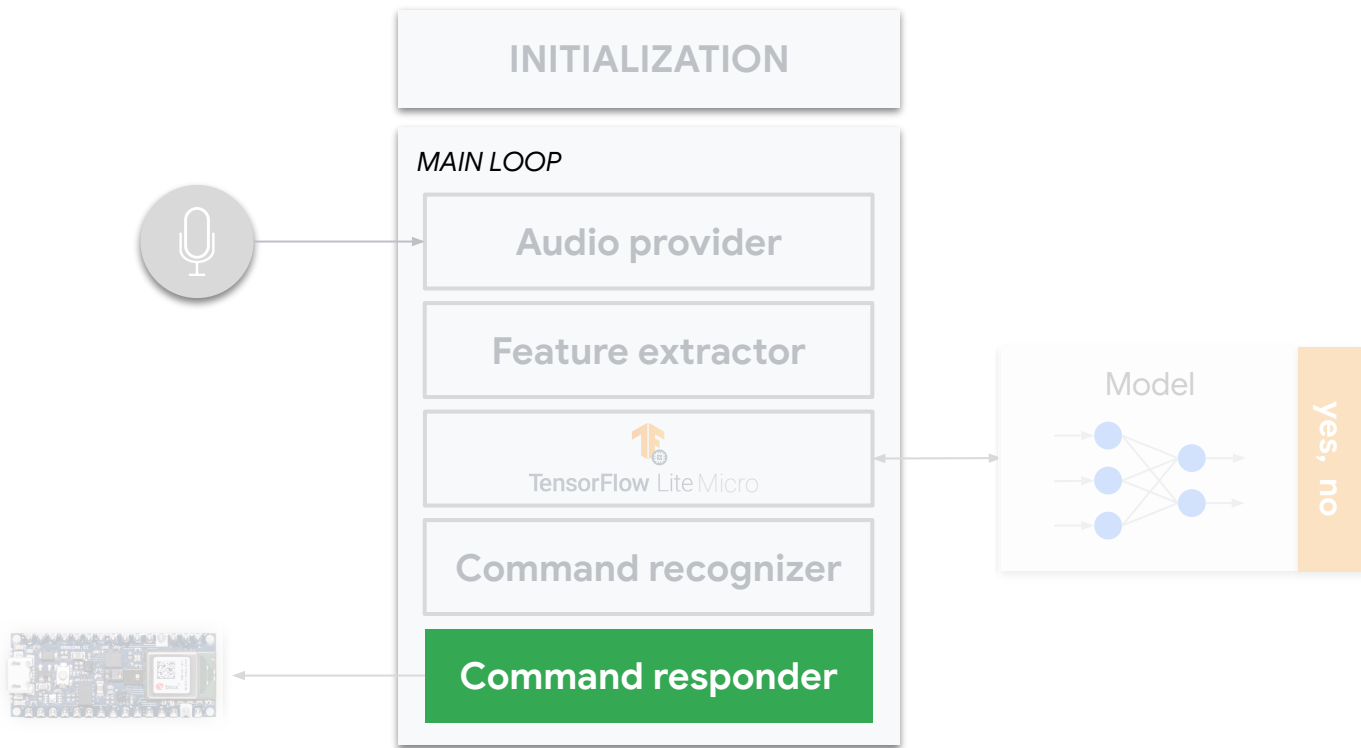 INITIALIZATION
MAIN LOOP
Audio provider
Feature extractor
TensorFlow Lite Micro
Command recognizer
Command responder
Model
yes, no